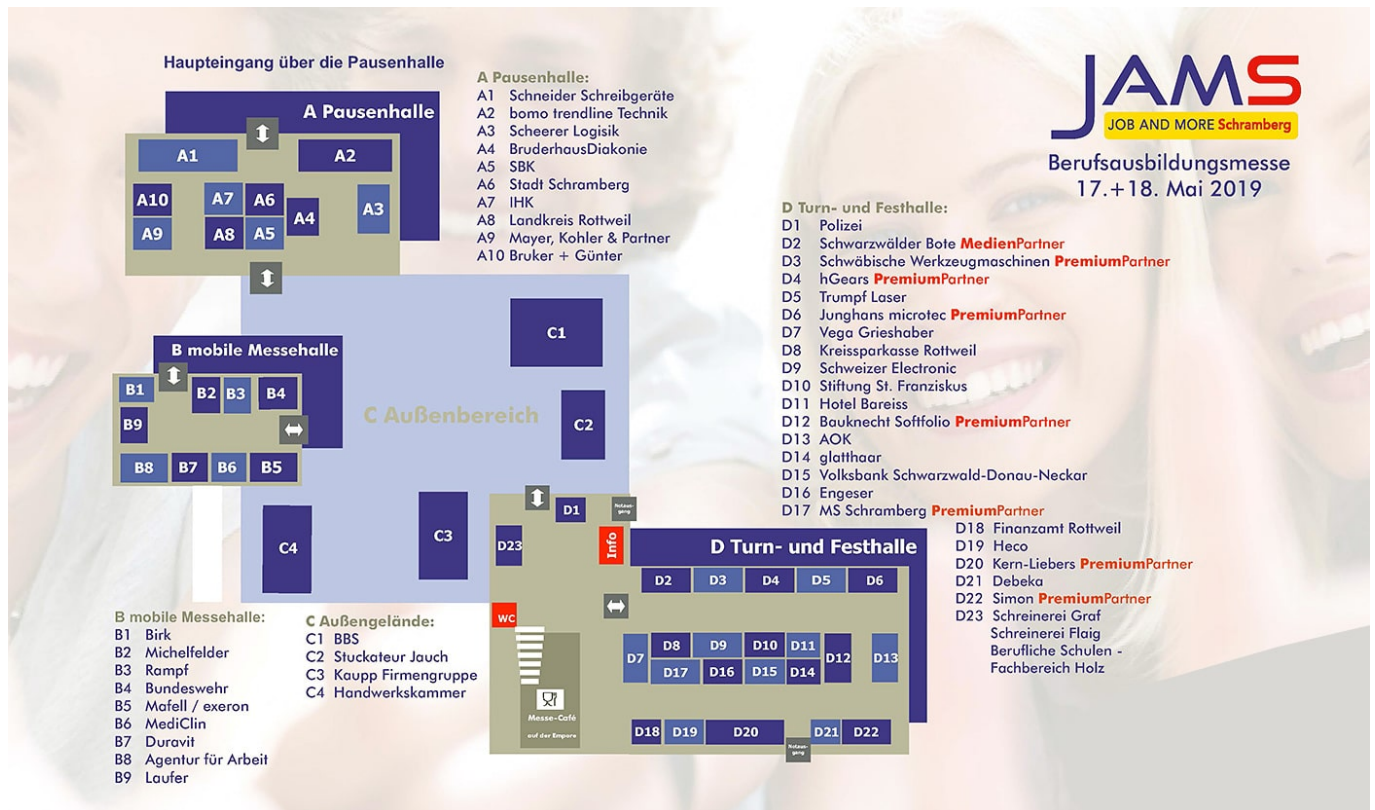 Haupteingang über die Pausenhalle
A Pausenhalle
A1
A2
A10
A7
A6
A4
A3
A9
A8
A5
A Pausenhalle:
A1 Schneider Schreibgeräte
A2 bomo trendline Technik
A3 Scheerer Logisik
A4 BruderhausDiakonie
A5 SBK
A6 Stadt Schramberg
A7 IHK
A8 Landkreis Rottweil
A9 Mayer, Kohler & Partner
A10 Bruker + Günter
JAMS
JOB AND MORE Schramberg
Berufsausbildungsmesse
17.+18. Mai 2019
B mobile Messehalle
B1
B2
B3
B4
B9
B8
B7
B6
B5
C Außenbereich
C1
C2
C3
C4
D Turn- und Festhalle:
D1 Polizei
D2 Schwarzwälder Bote MedienPartner
D3 Schwäbische Werkzeugmaschinen PremiumPartner
D4 hGears PremiumPartner
D5 Trumpf Laser
D6 Junghans microtec PremiumPartner
D7 Vega Grieshaber
D8 Kreissparkasse Rottweil
D9 Schweizer Electronic
D10 Stiftung St. Franziskus
D11 Hotel Bareiss
D12 Bauknecht Softfolio PremiumPartner
D13 AOK
D14 glatthaar
D15 Volksbank Schwarzwald-Donau-Neckar
D16 Engeser
D17 MS Schramberg PremiumPartner
D18 Finanzamt Rottweil
D19 Heco
D20 Kern-Liebers PremiumPartner
D21 Debeka
D22 Simon PremiumPartner
D23 Schreinerei Graf
Schreinerei Flaig
Berufliche Schulen -
Fachbereich Holz
D1
Notaus-
gang
D23
Info
D Turn- und Festhalle
D2
D3
D4
D5
D6
WC
D7
D8
D9
D10
D11
D12
D13
D17
D16
D15
D14
Messe-Café
auf der Empore
D18
D19
D20
Notaus-
gang
D21
D22
B mobile Messehalle:
B1 Birk
B2 Michelfelder
B3 Rampf
B4 Bundeswehr
B5 Mafell / exeron
B6 MediClin
B7 Duravit
B8 Agentur für Arbeit
B9 Laufer
C Außengelände:
C1 BBS
C2 Stuckateur Jauch
C3 Kaupp Firmengruppe
C4 Handwerkskammer